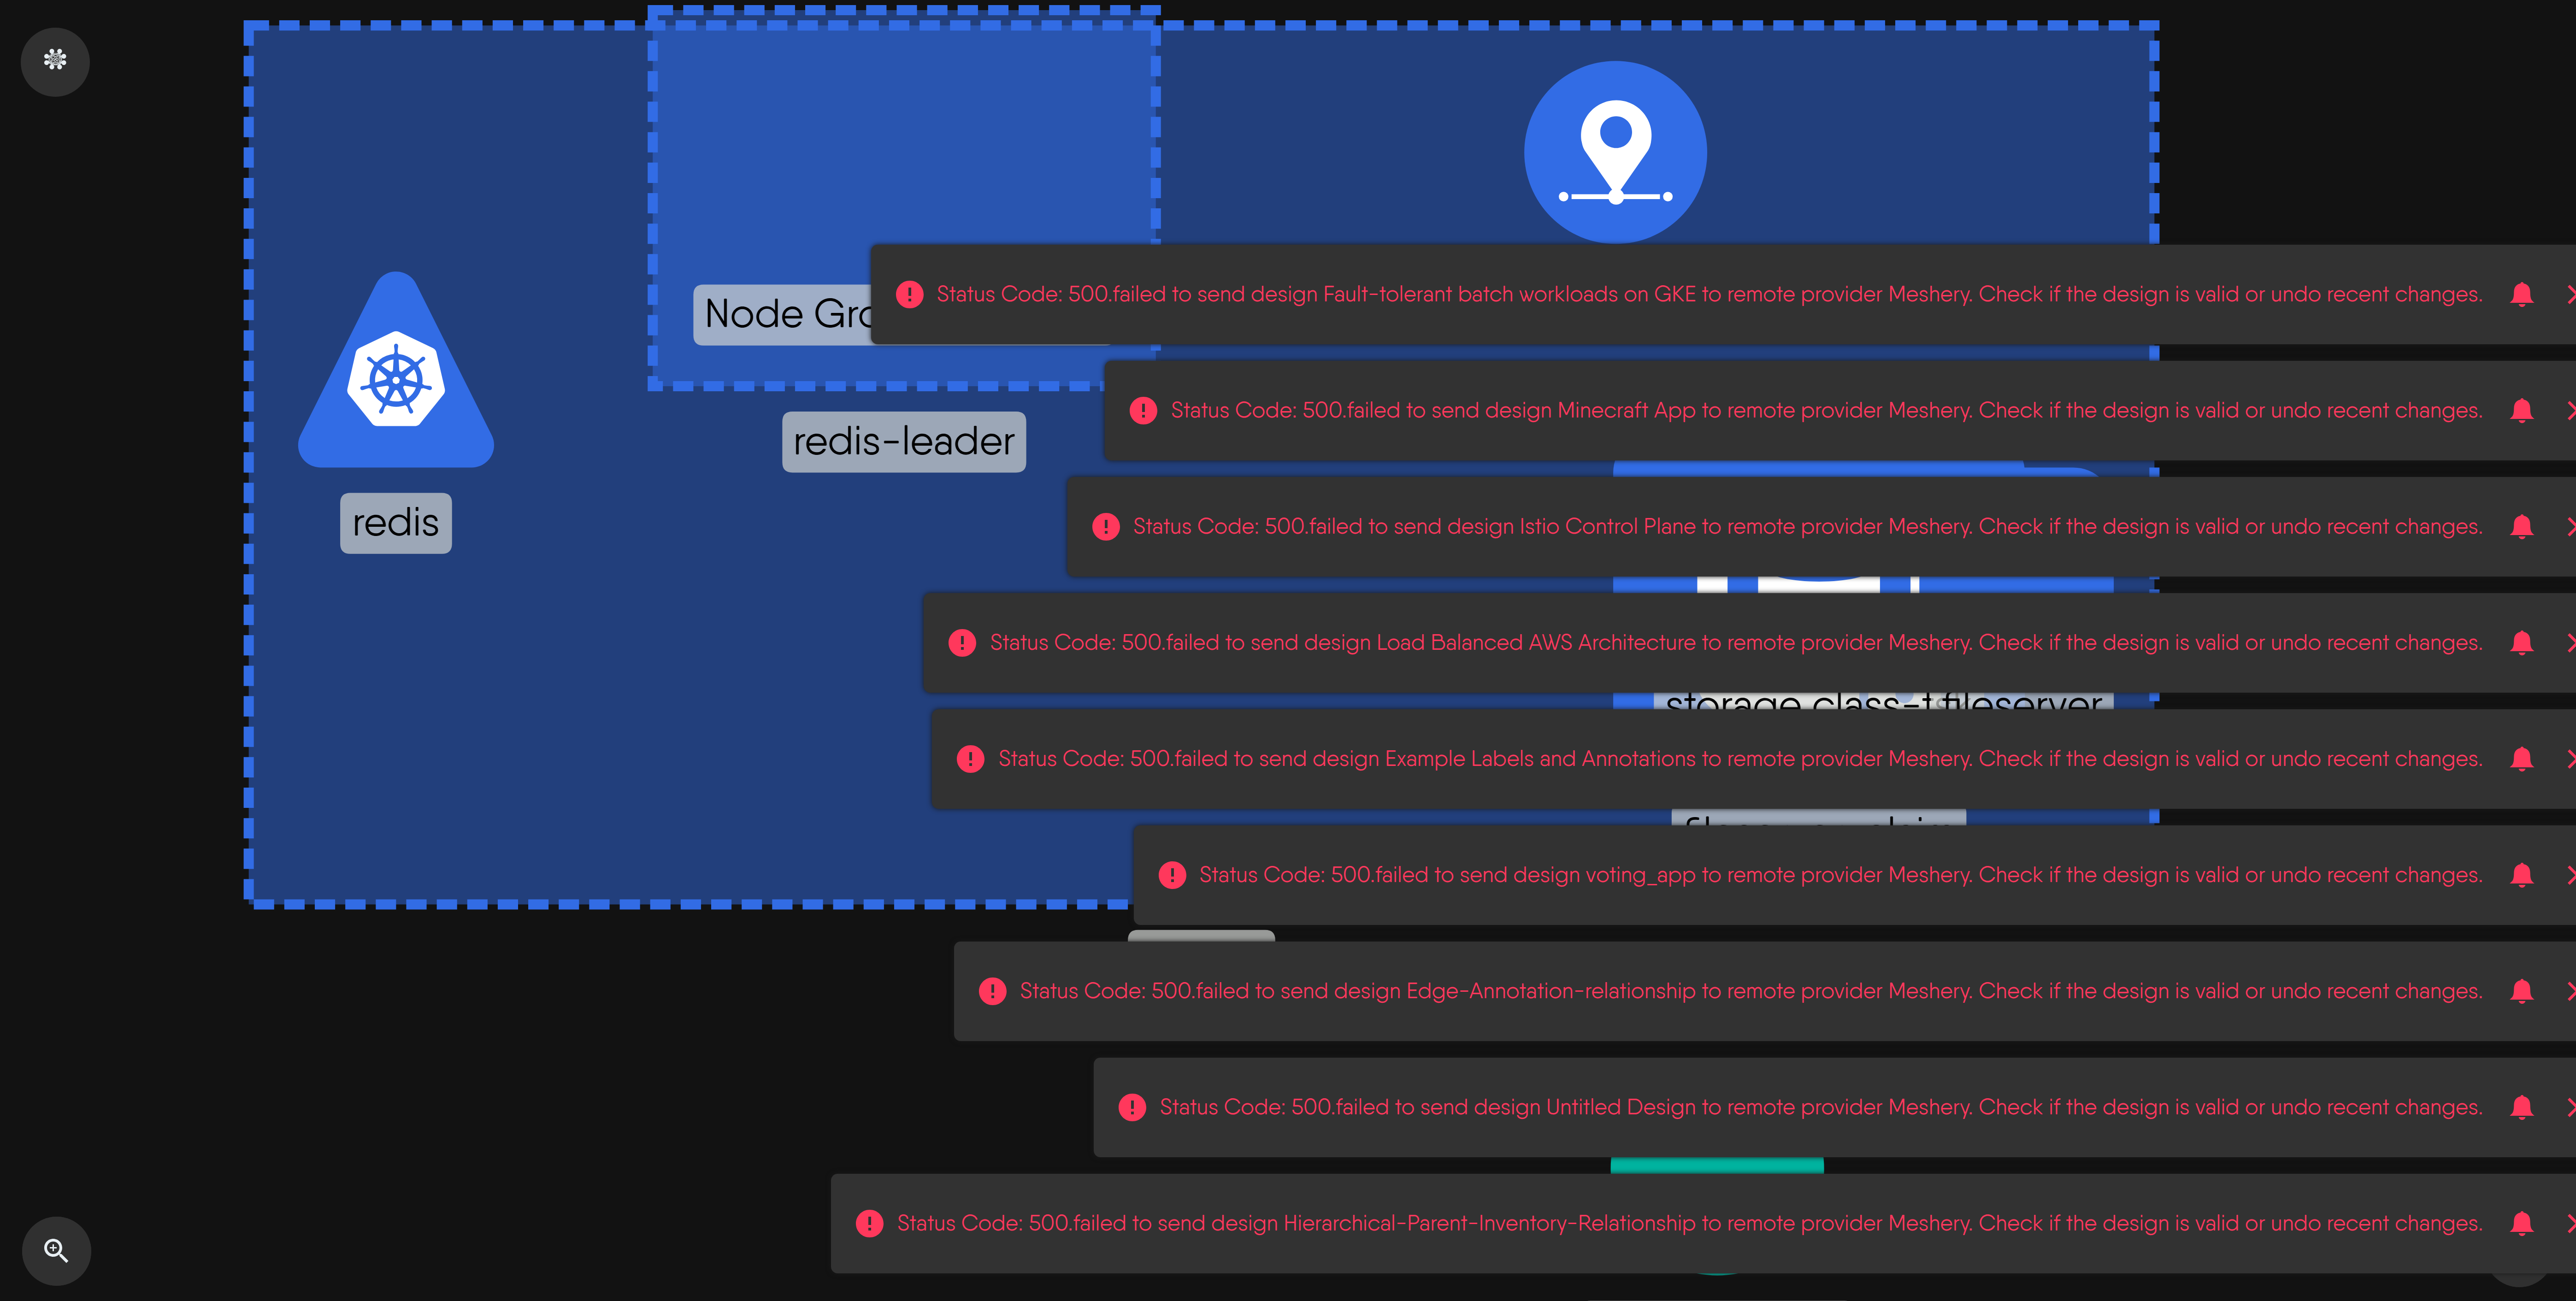 Status Code: 500.failed to send design Fault-tolerant batch workloads on GKE to remote provider Meshery. Check if the design is valid or undo recent changes.
Node Gro
Status Code: 500.failed to send design Minecraft App to remote provider Meshery. Check if the design is valid or undo recent changes.
redis-leader
redis
Status Code: 500.failed to send design Istio Control Plane to remote provider Meshery. Check if the design is valid or undo recent changes.
Status Code: 500.failed to send design Load Balanced AWS Architecture to remote provider Meshery. Check if the design is valid or undo recent changes.
storage class-
fileserver
Status Code: 500.failed to send design Example Labels and Annotations to remote provider Meshery. Check if the design is valid or undo recent changes.
Status Code: 500.failed to send design voting_app to remote provider Meshery. Check if the design is valid or undo recent changes.
Status Code: 500.failed to send design Edge-Annotation-relationship to remote provider Meshery. Check if the design is valid or undo recent changes.
Status Code: 500.failed to send design Untitled Design to remote provider Meshery. Check if the design is valid or undo recent changes.
Status Code: 500.failed to send design Hierarchical-Parent-Inventory-Relationship to remote provider Meshery. Check if the design is valid or undo recent changes.